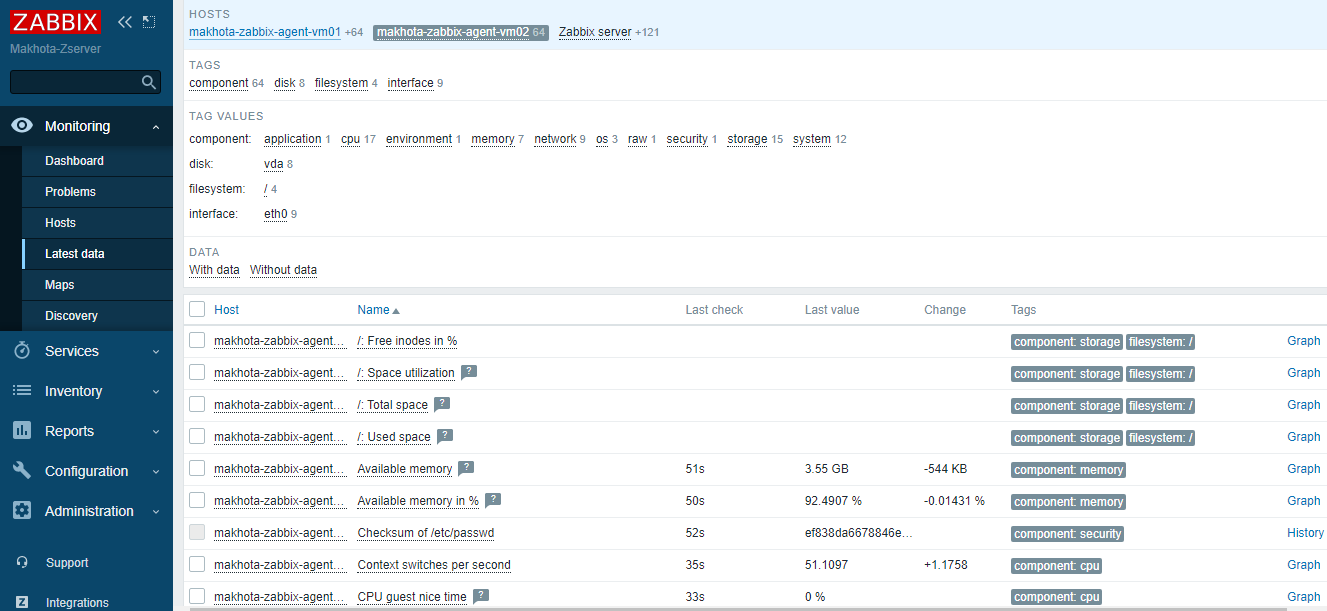 ZABBIX
Makhota-Zserver
Monitoring
Dashboard
Problems
Hosts
Latest data
Maps
Discovery
Services
Inventory
Reports
Configuration
Administration
Support
Z Integrations
HOSTS
makhota-zabbix-agent-vm01 +64 makhota-zabbix-agent-vm02 64 Zabbix server +121
TAGS
component 64 disk 8 filesystem 4 interface 9
TAG VALUES
component: application 1 cpu 17 environment 1 memory 7 network 9 os 3 raw 1 security 1 storage 15 system 12
disk: vda 8
filesystem: / 4
interface: eth0 9
DATA
With data Without data
Host Name Last check Last value Change Tags
makhota-zabbix-agent... /: Free inodes in % component: storage filesystem: / Graph
makhota-zabbix-agent... /: Space utilization ? component: storage filesystem: / Graph
makhota-zabbix-agent... /: Total space ? component: storage filesystem: / Graph
makhota-zabbix-agent... /: Used space ? component: storage filesystem: / Graph
makhota-zabbix-agent... Available memory ? 51s 3.55 GB -544 KB component: memory Graph
makhota-zabbix-agent... Available memory in % ? 50s 92.4907 % -0.01431 % component: memory Graph
makhota-zabbix-agent... Checksum of /etc/passwd 52s ef838da6678846e... component: security History
makhota-zabbix-agent... Context switches per second 35s 51.1097 +1.1758 component: cpu Graph
makhota-zabbix-agent... CPU guest nice time ? 33s 0 % component: cpu Graph